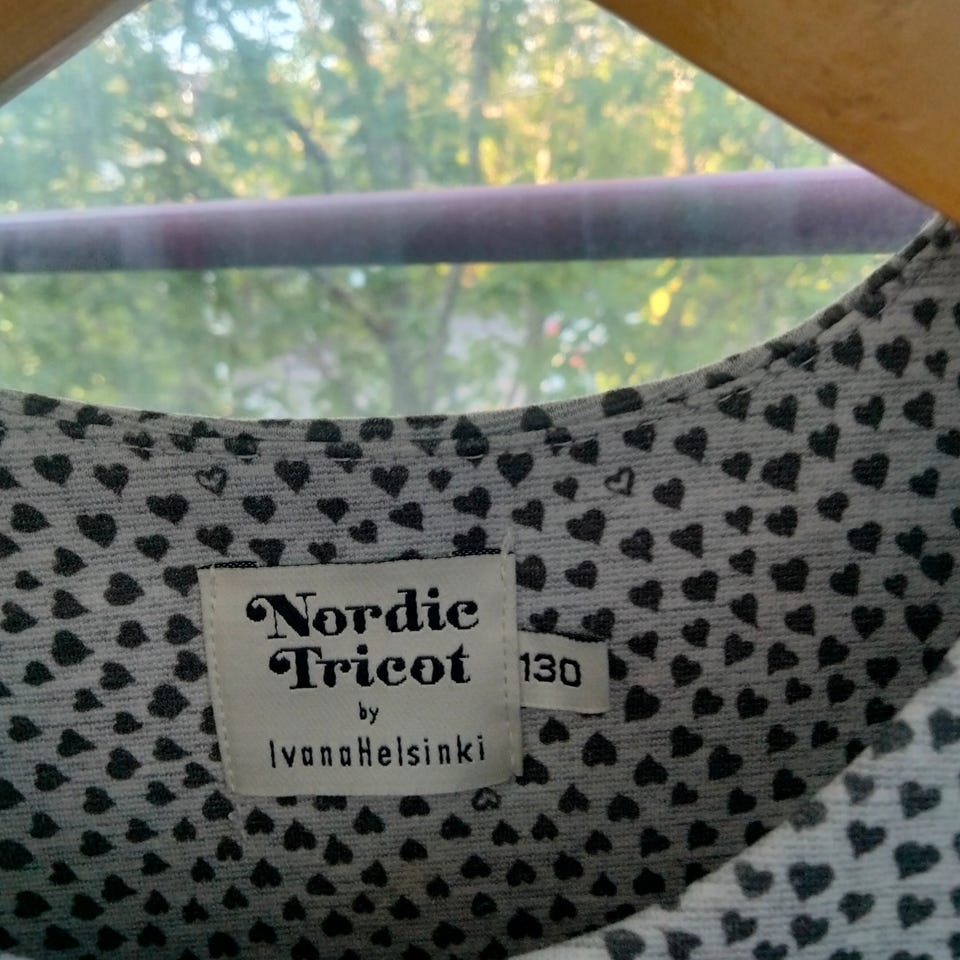 Nordic
Tricot
by
IvanaHelsinki
130